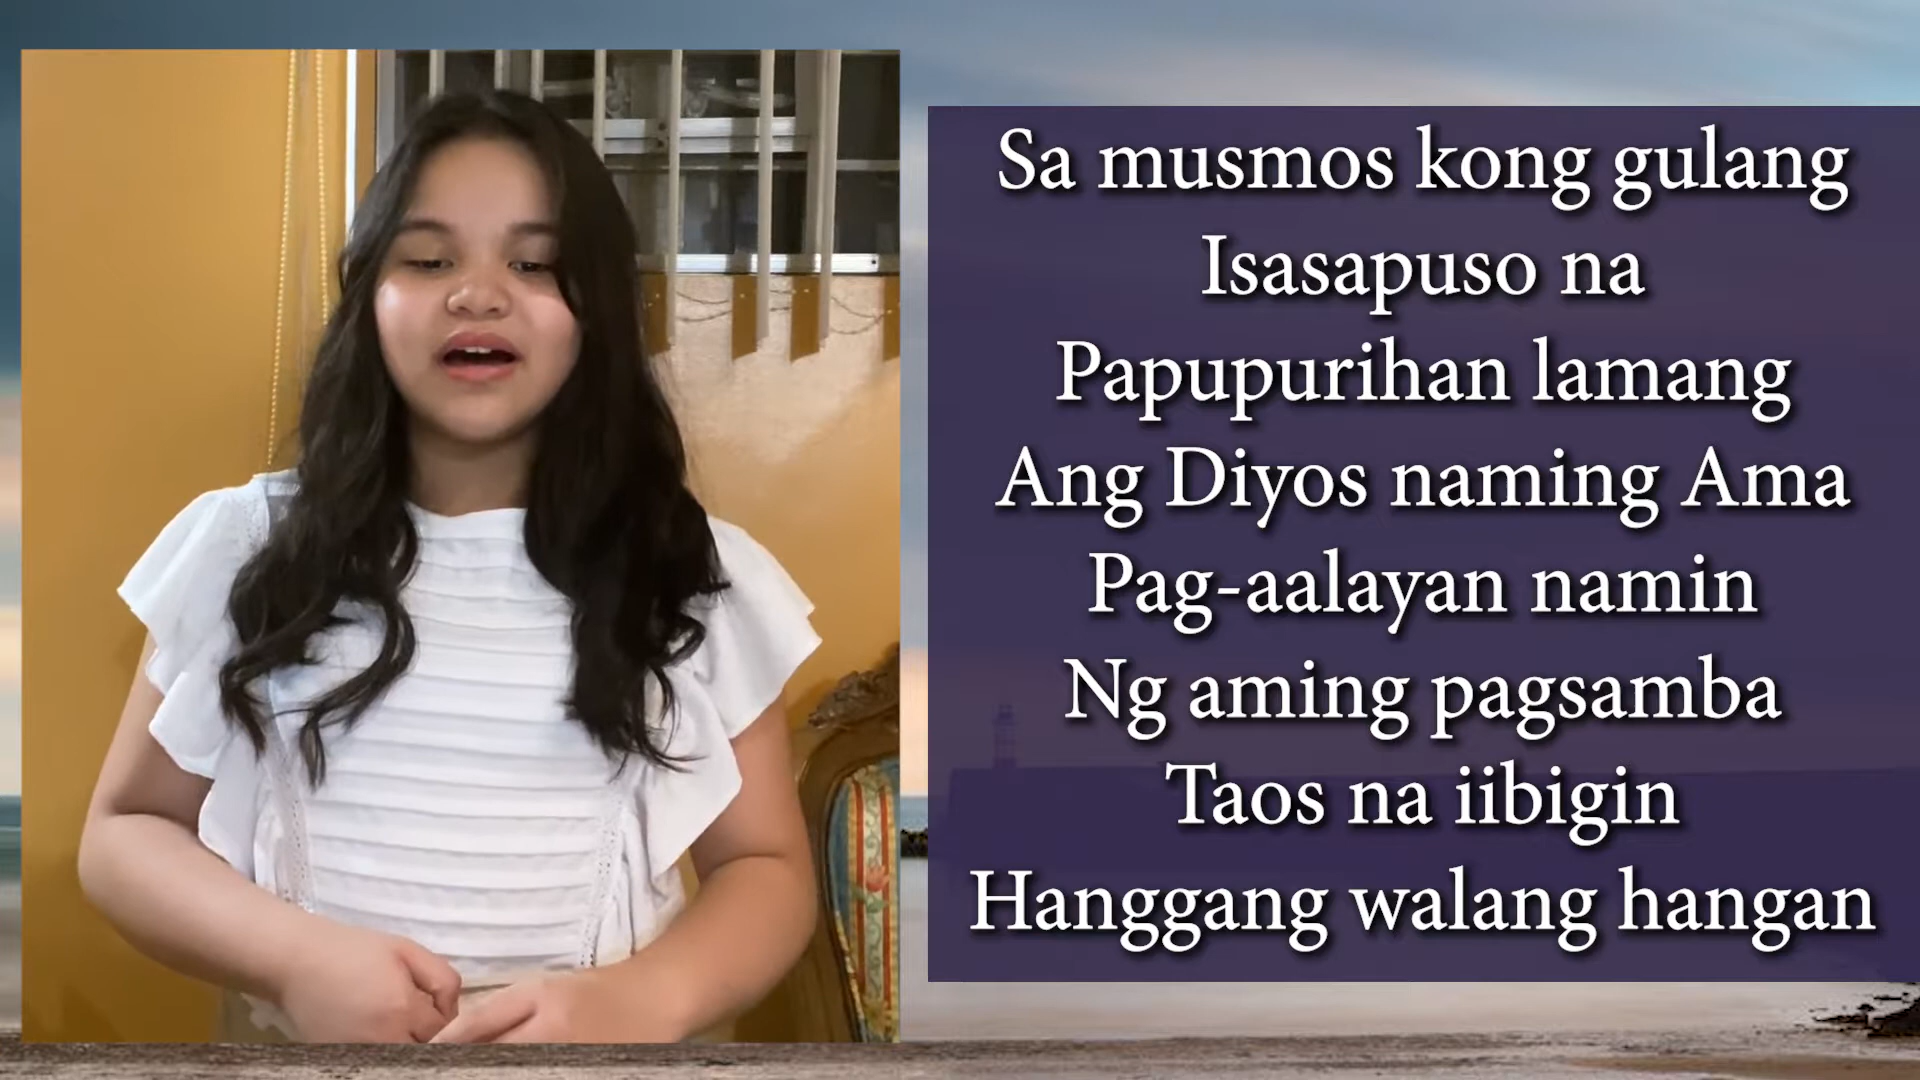 Sa musmos kong gulang
Isasapuso na
Papupurihan lamang
Ang Diyos naming Ama
Pag-aalayan namin
Ng aming pagsamba
Taos na iibigin
Hanggang walang hangan